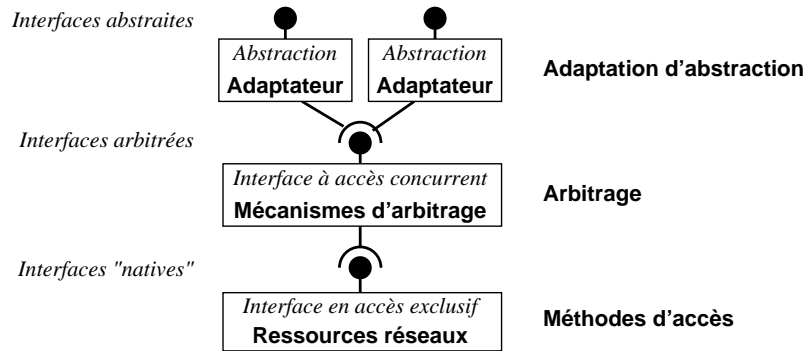 Interfaces abstraites
Abstraction
Adaptateur
Abstraction
Adaptateur
Adaptation d'abstraction
Interfaces arbitrées
Interface à accès concurrent
Mécanismes d'arbitrage
Arbitrage
Interfaces "natives"
Interface en accès exclusif
Ressources réseaux
Méthodes d'accès